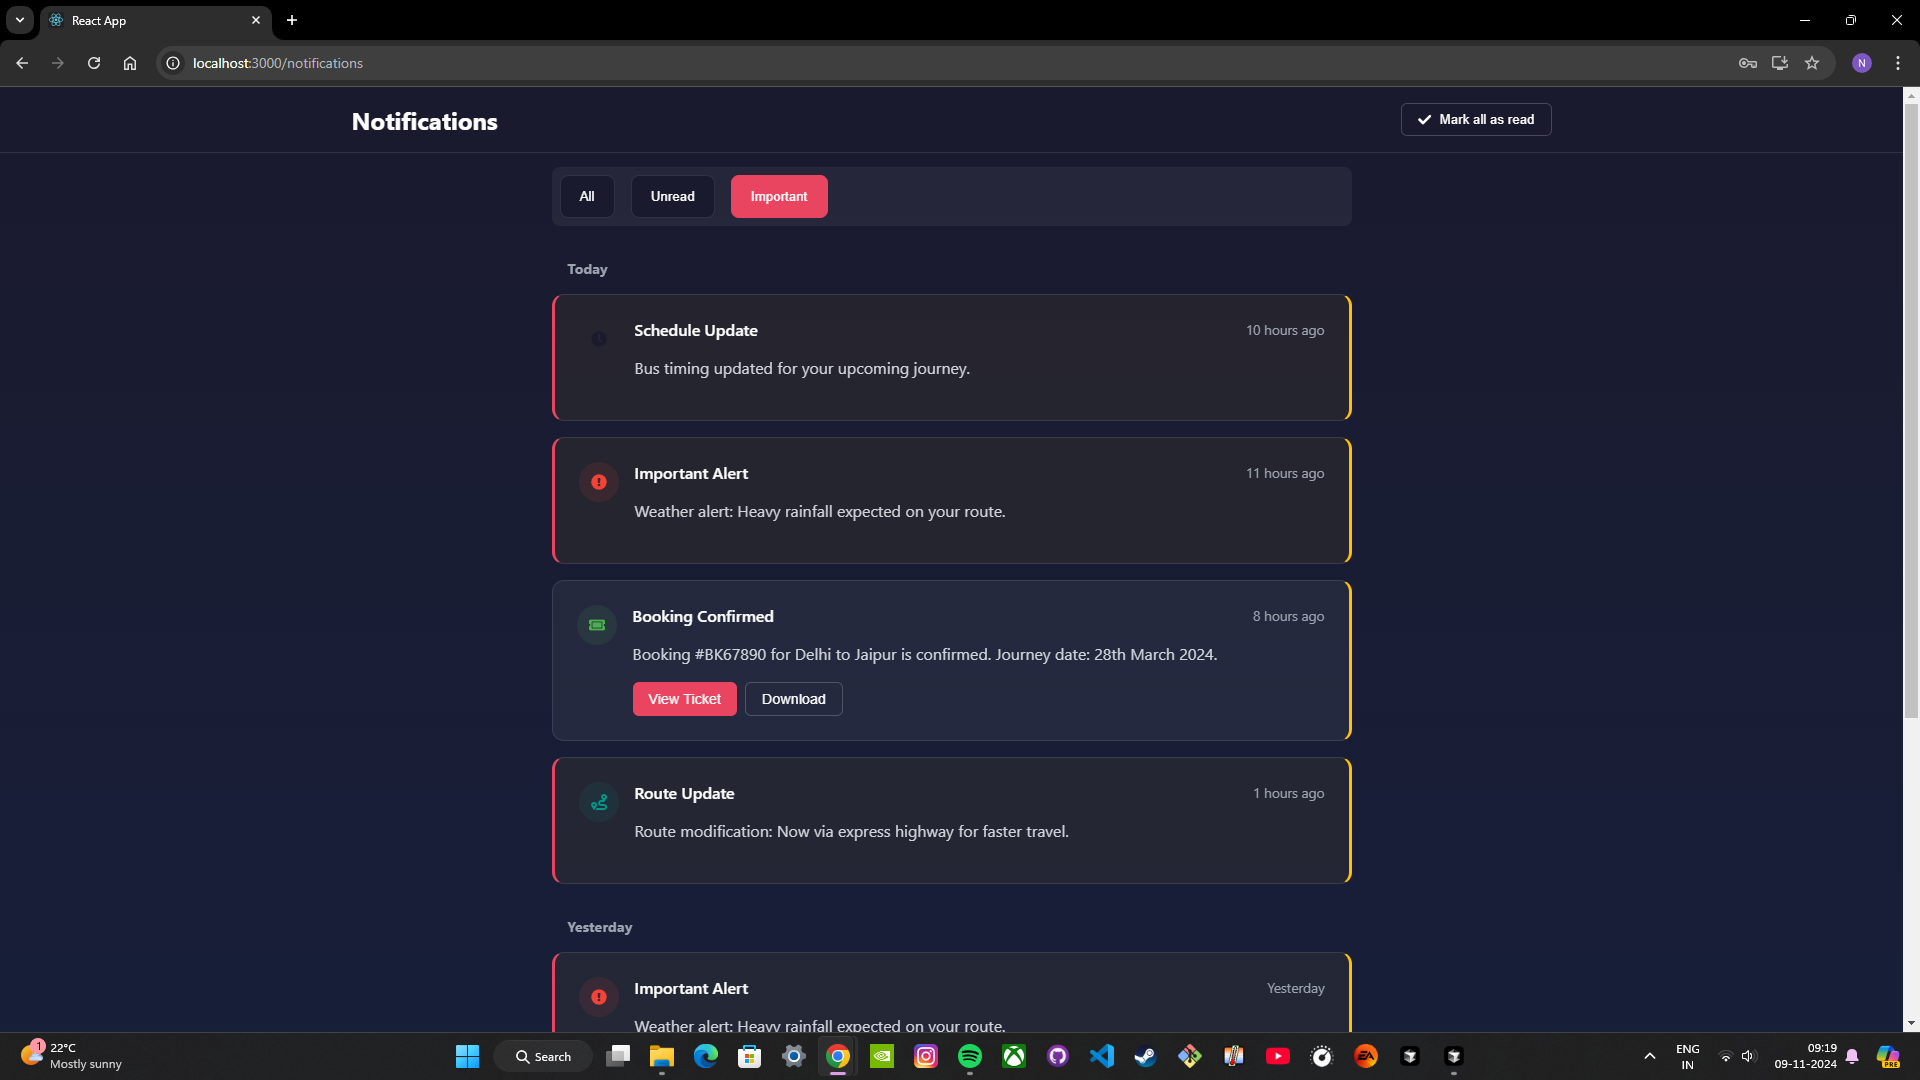 React App
localhost:3000/notifications
N
Notifications
Mark all as read
All
Unread
Important
Today
Schedule Update
10 hours ago
Bus timing updated for your upcoming journey.
Important Alert
11 hours ago
Weather alert: Heavy rainfall expected on your route.
Booking Confirmed
8 hours ago
Booking #BK67890 for Delhi to Jaipur is confirmed. Journey date: 28th March 2024.
View Ticket
Download
Route Update
1 hours ago
Route modification: Now via express highway for faster travel.
Yesterday
Important Alert
Yesterday
Weather alert: Heavy rainfall expected on your route.
1
22°C
Mostly sunny
Search
EA
ENG
IN
09:19
09-11-2024
PRE